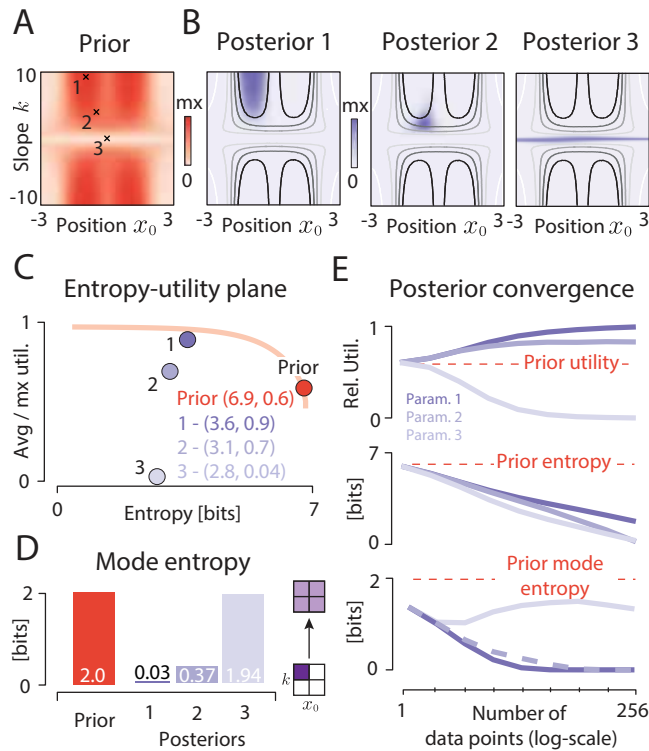 A
Prior
B
Posterior 1
Posterior 2
Posterior 3
10
Slope k
-10
1
2
3
mx
0
mx
0
-3 Position x₀ 3
-3 Position x₀ 3
-3 3
C
Entropy-utility plane
1
Avg / mx util.
0
1
2
3
Prior
Prior (6.9, 0.6)
1 - (3.6, 0.9)
2 - (3.1, 0.7)
3 - (2.8, 0.04)
0 Entropy [bits] 7
D
Mode entropy
2
[bits]
0
2.0
0.03
0.37
1.94
Prior 1 2 3
Posteriors
k
x₀
E
Posterior convergence
1
Rel. Util.
0
Prior utility
Param. 1
Param. 2
Param. 3
7
[bits]
0
Prior entropy
2
[bits]
0
Prior mode
entropy
1 Number of 256
data points (log-scale)